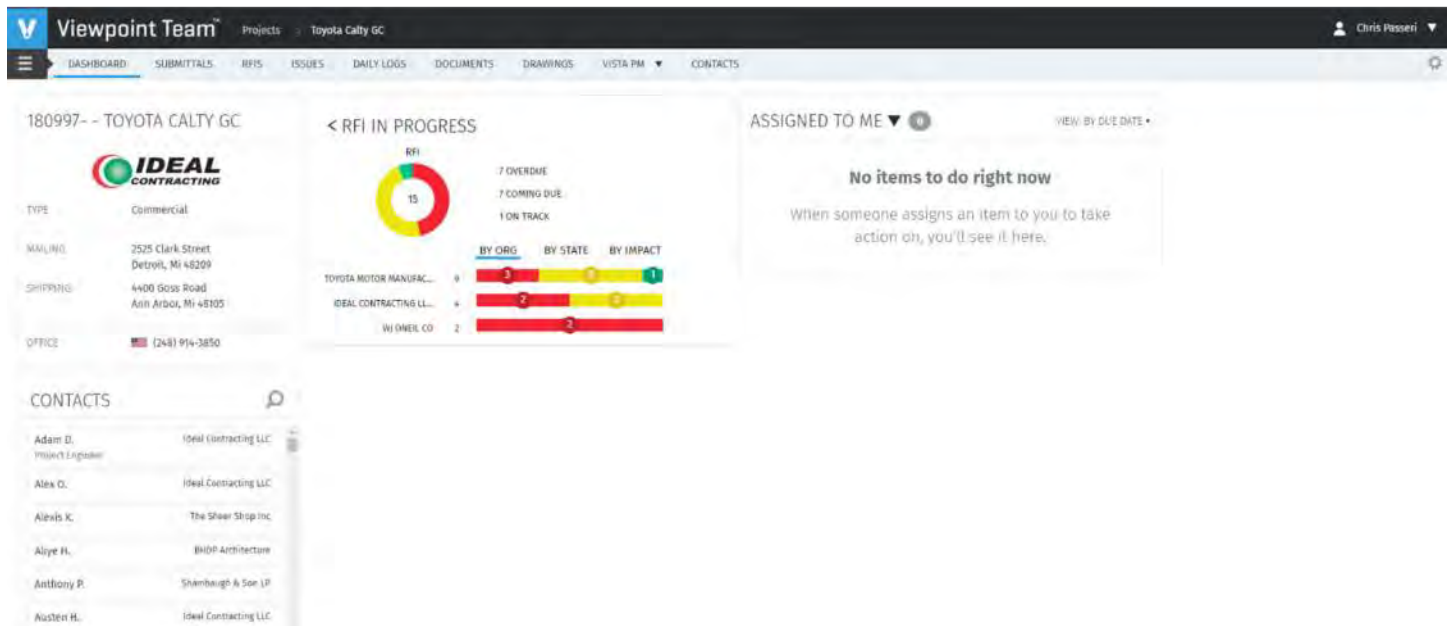 Viewpoint Team™ Projects Toyota Calty GC Chris Passeri
DASHBOARD SUBMITTALS RFIS ISSUES DAILY LOGS DOCUMENTS DRAWINGS VISTA PM CONTACTS
180997- - TOYOTA CALTY GC
IDEAL
CONTRACTING
TYPE Commercial
MAILING 2525 Clark Street
Detroit, Mi 48209
SHIPPING 4400 Goss Road
Ann Arbor, Mi 48105
OFFICE (248) 914-3850
CONTACTS
Adam D. Ideal Contracting LLC
Project Engineer
Alex O. Ideal Contracting LLC
Alexis K. The Sheer Shop Inc
BHDP Architecture
Anthony P. Shambaugh & Son LP
Austen H. Ideal Contracting LLC
< RFI IN PROGRESS
RFI
15
7 OVERDUE
7 COMING DUE
1 ON TRACK
BY ORG BY STATE BY IMPACT
TOYOTA MOTOR MANUFAC... 9 3 1
IDEAL CONTRACTING LL... 4 2
WJ ONEIL CO 2 2
ASSIGNED TO ME 0 VIEW: BY DUE DATE
No items to do right now
When someone assigns an item to you to take
action on, you'll see it here.